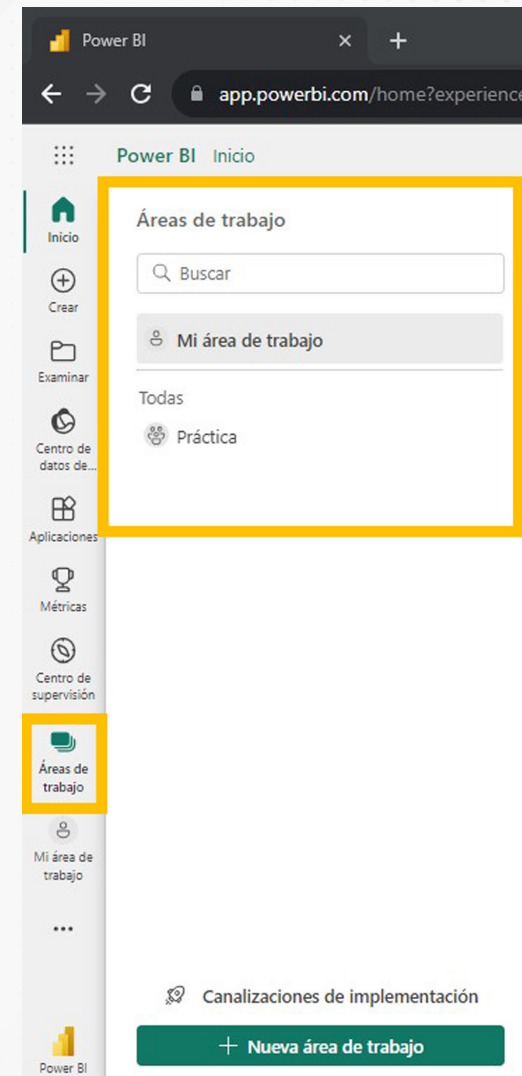 Power BI
app.powerbi.com/home?experience
Power BI Inicio
Inicio
Crear
Examinar
Centro de
datos de...
Aplicaciones
Métricas
Centro de
supervisión
Áreas de
trabajo
Mi área de
trabajo
Power BI
Áreas de trabajo
Buscar
Mi área de trabajo
Todas
Práctica
Canalizaciones de implementación
Nueva área de trabajo